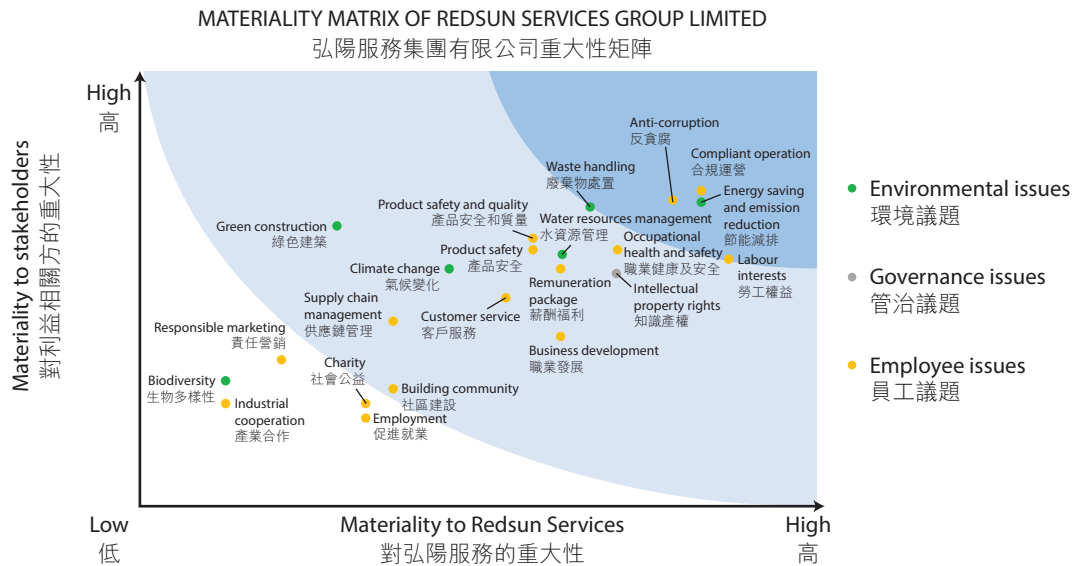 MATERIALITY MATRIX OF REDSUN SERVICES GROUP LIMITED
弘陽服務集團有限公司重大性矩陣
Materiality to stakeholders
對利益相關方的重大性
High
高
Anti-corruption
反貪腐
Compliant operation
合規運營
Waste handling
廢棄物處置
Energy saving
and emission
reduction
節能減排
Product safety and quality
產品安全和質量
Water resources management
水資源管理
Green construction
綠色建築
Product safety
產品安全
Occupational
health and safety
職業健康及安全
Labour
interests
勞工權益
Climate change
氣候變化
Remuneration
package
薪酬福利
Intellectual
property rights
知識產權
Supply chain
management
供應鏈管理
Customer service
客戶服務
Responsible marketing
責任營銷
Business development
職業發展
Charity
社會公益
Biodiversity
生物多樣性
Building community
社區建設
Industrial
cooperation
產業合作
Employment
促進就業
Low
低
Materiality to Redsun Services
對弘陽服務的重大性
High
高
Environmental issues
環境議題
Governance issues
管治議題
Employee issues
員工議題